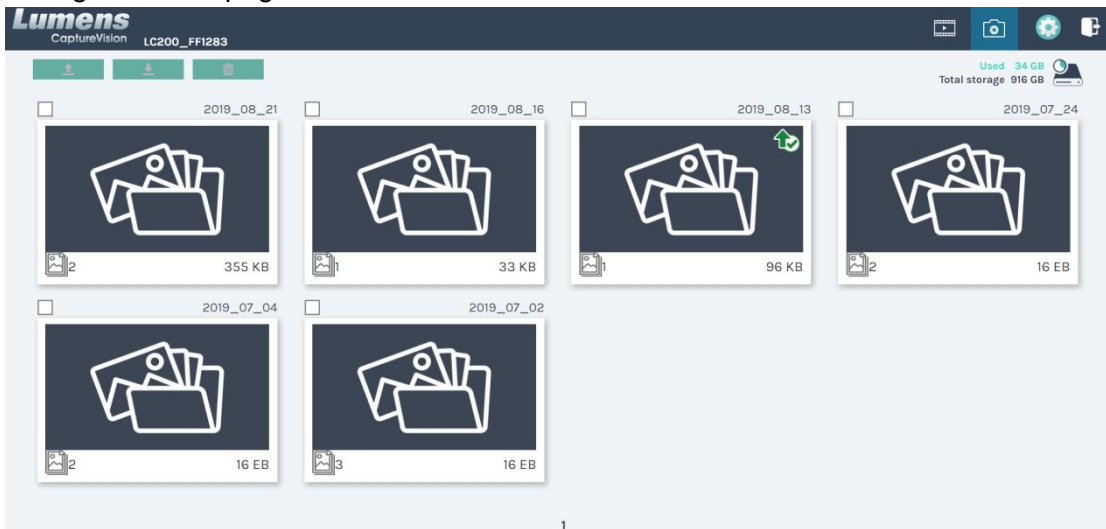 Lumens
CaptureVision LC200_FF1283
Used 34 GB
Total storage 916 GB
2019_08_21 2019_08_16 2019_08_13 2019_07_24
2 355 KB 1 33 KB 1 96 KB 2 16 EB
2019_07_04 2019_07_02
2 16 EB 3 16 EB
1